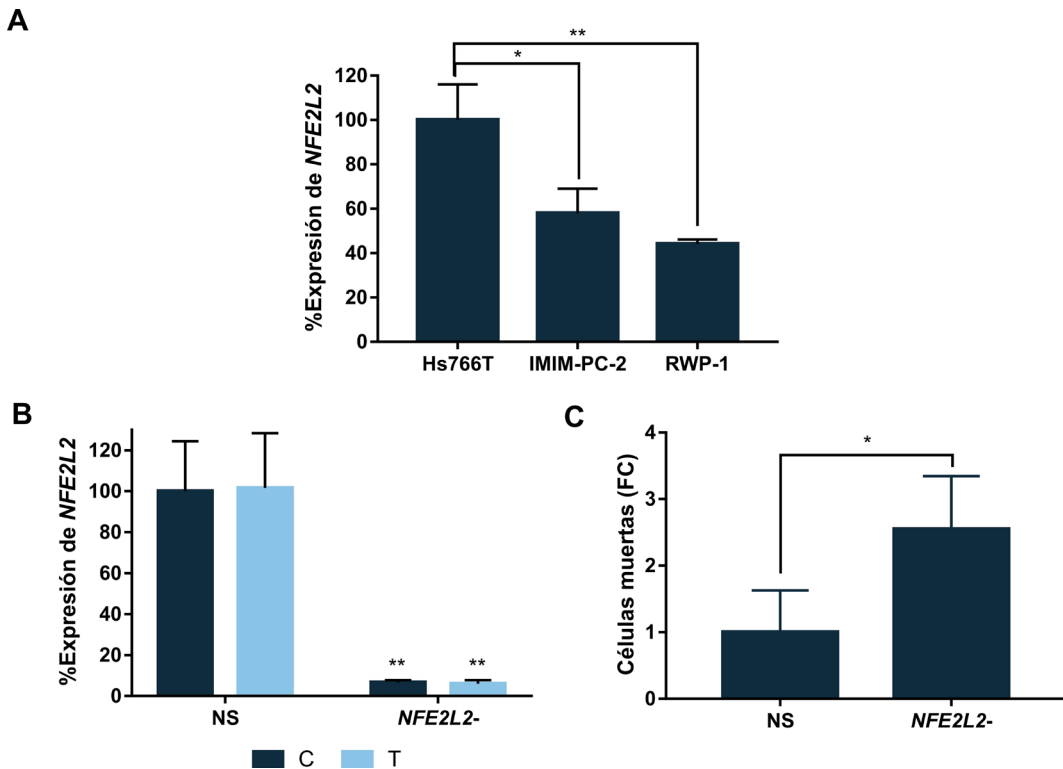 A
%Expresión de NFE2L2
120
100
80
60
40
20
0
*
**
Hs766T IMIM-PC-2 RWP-1
B
%Expresión de NFE2L2
120
100
80
60
40
20
0
** **
NS NFE2L2-
C T
C
Células muertas (FC)
4
3
2
1
0
*
NS NFE2L2-